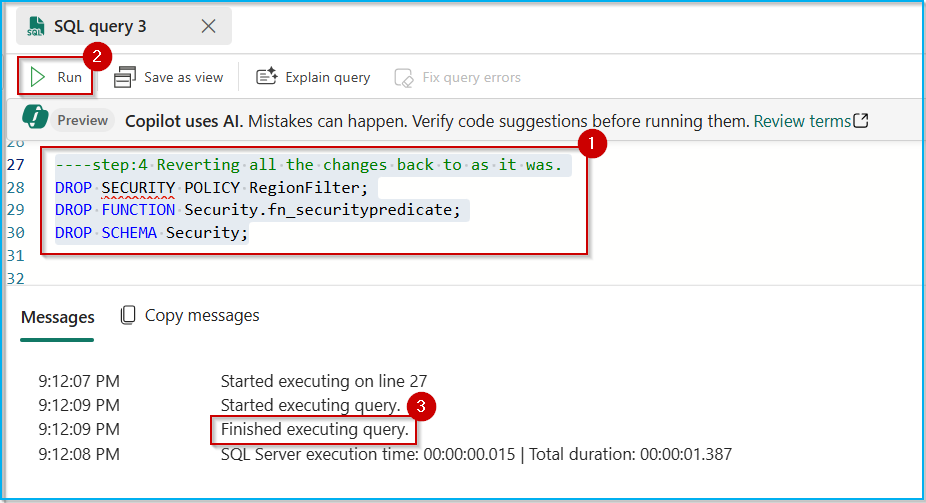 SQL query 3
2
Run Save as view Explain query Fix query errors
Preview Copilot uses AI. Mistakes can happen. Verify code suggestions before running them. Review terms
1
26
27 ----step:4 Reverting all the changes back to as it was.
28 DROP SECURITY POLICY RegionFilter;
29 DROP FUNCTION Security.fn_securitypredicate;
30 DROP SCHEMA Security;
31
32
Messages Copy messages
9:12:07 PM Started executing on line 27
9:12:09 PM Started executing query. 3
9:12:09 PM Finished executing query.
9:12:08 PM SQL Server execution time: 00:00:00.015 | Total duration: 00:00:01.387